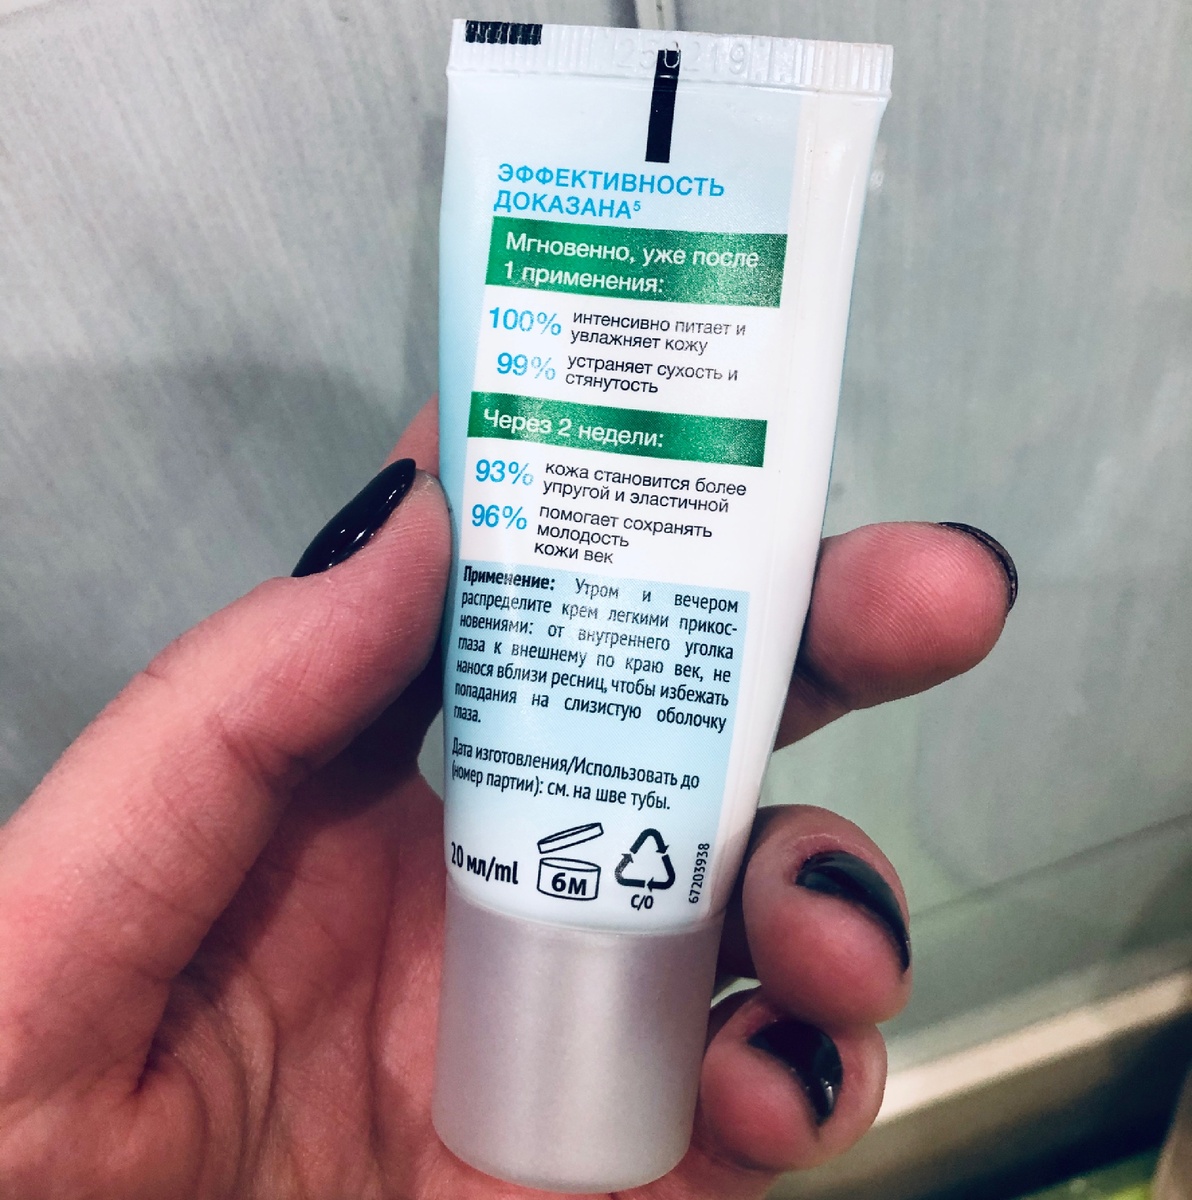 250219
ЭФФЕКТИВНОСТЬ
ДОКАЗАНА⁵
Мгновенно, уже после
1 применения:
100% интенсивно питает и
увлажняет кожу
99% устраняет сухость и
стянутость
Через 2 недели:
93% кожа становится более
упругой и эластичной
96% помогает сохранять
молодость
кожи век
Применение: Утром и вечером
распределите крем легкими прикос-
новениями: от внутреннего уголка
глаза к внешнему по краю век, не
нанося вблизи ресниц, чтобы избежать
попадания на слизистую оболочку
глаза.
Дата изготовления/Использовать до
(номер партии): см. на шве тубы.
20 мл/ml
6м
C/O
67203938